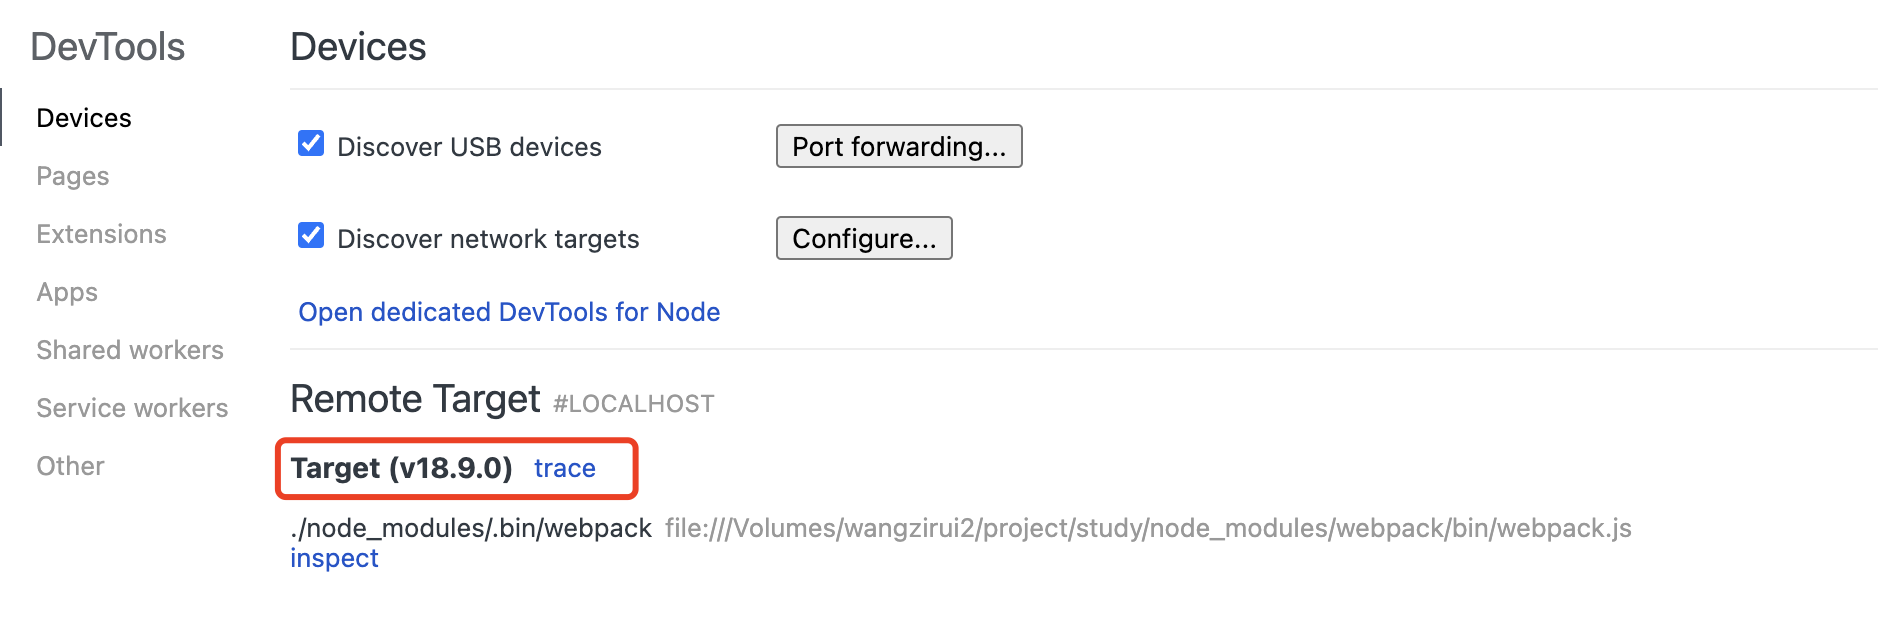 DevTools
Devices
Pages
Extensions
Apps
Shared workers
Service workers
Other
Devices
Discover USB devices
Port forwarding...
Discover network targets
Configure...
Open dedicated DevTools for Node
Remote Target #LOCALHOST
Target (v18.9.0) trace
./node_modules/.bin/webpack file:///Volumes/wangzirui2/project/study/node_modules/webpack/bin/webpack.js
inspect